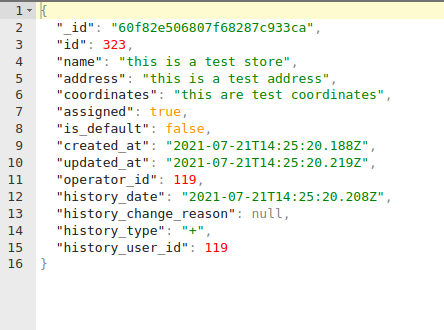 1 {
2 "_id": "60f82e506807f68287c933ca",
3 "id": 323,
4 "name": "this is a test store",
5 "address": "this is a test address",
6 "coordinates": "this are test coordinates",
7 "assigned": true,
8 "is_default": false,
9 "created_at": "2021-07-21T14:25:20.188Z",
10 "updated_at": "2021-07-21T14:25:20.219Z",
11 "operator_id": 119,
12 "history_date": "2021-07-21T14:25:20.208Z",
13 "history_change_reason": null,
14 "history_type": "+",
15 "history_user_id": 119
16 }